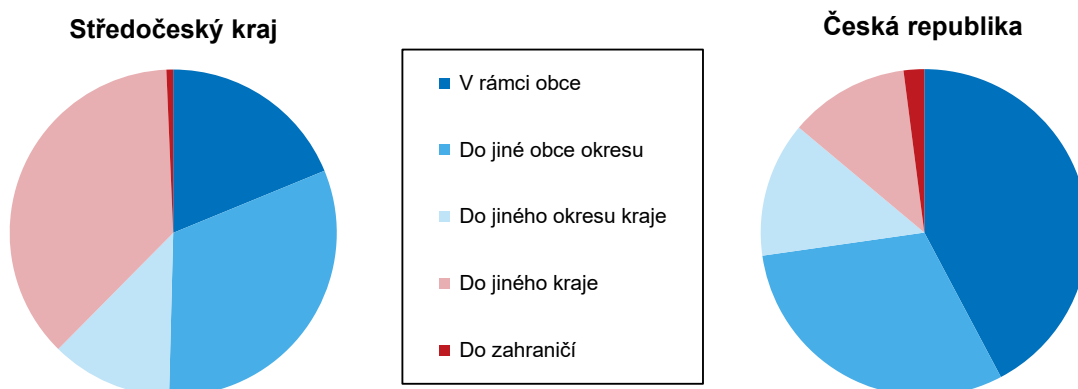 Středočeský kraj
Česká republika
V rámci obce
Do jiné obce okresu
Do jiného okresu kraje
Do jiného kraje
Do zahraničí